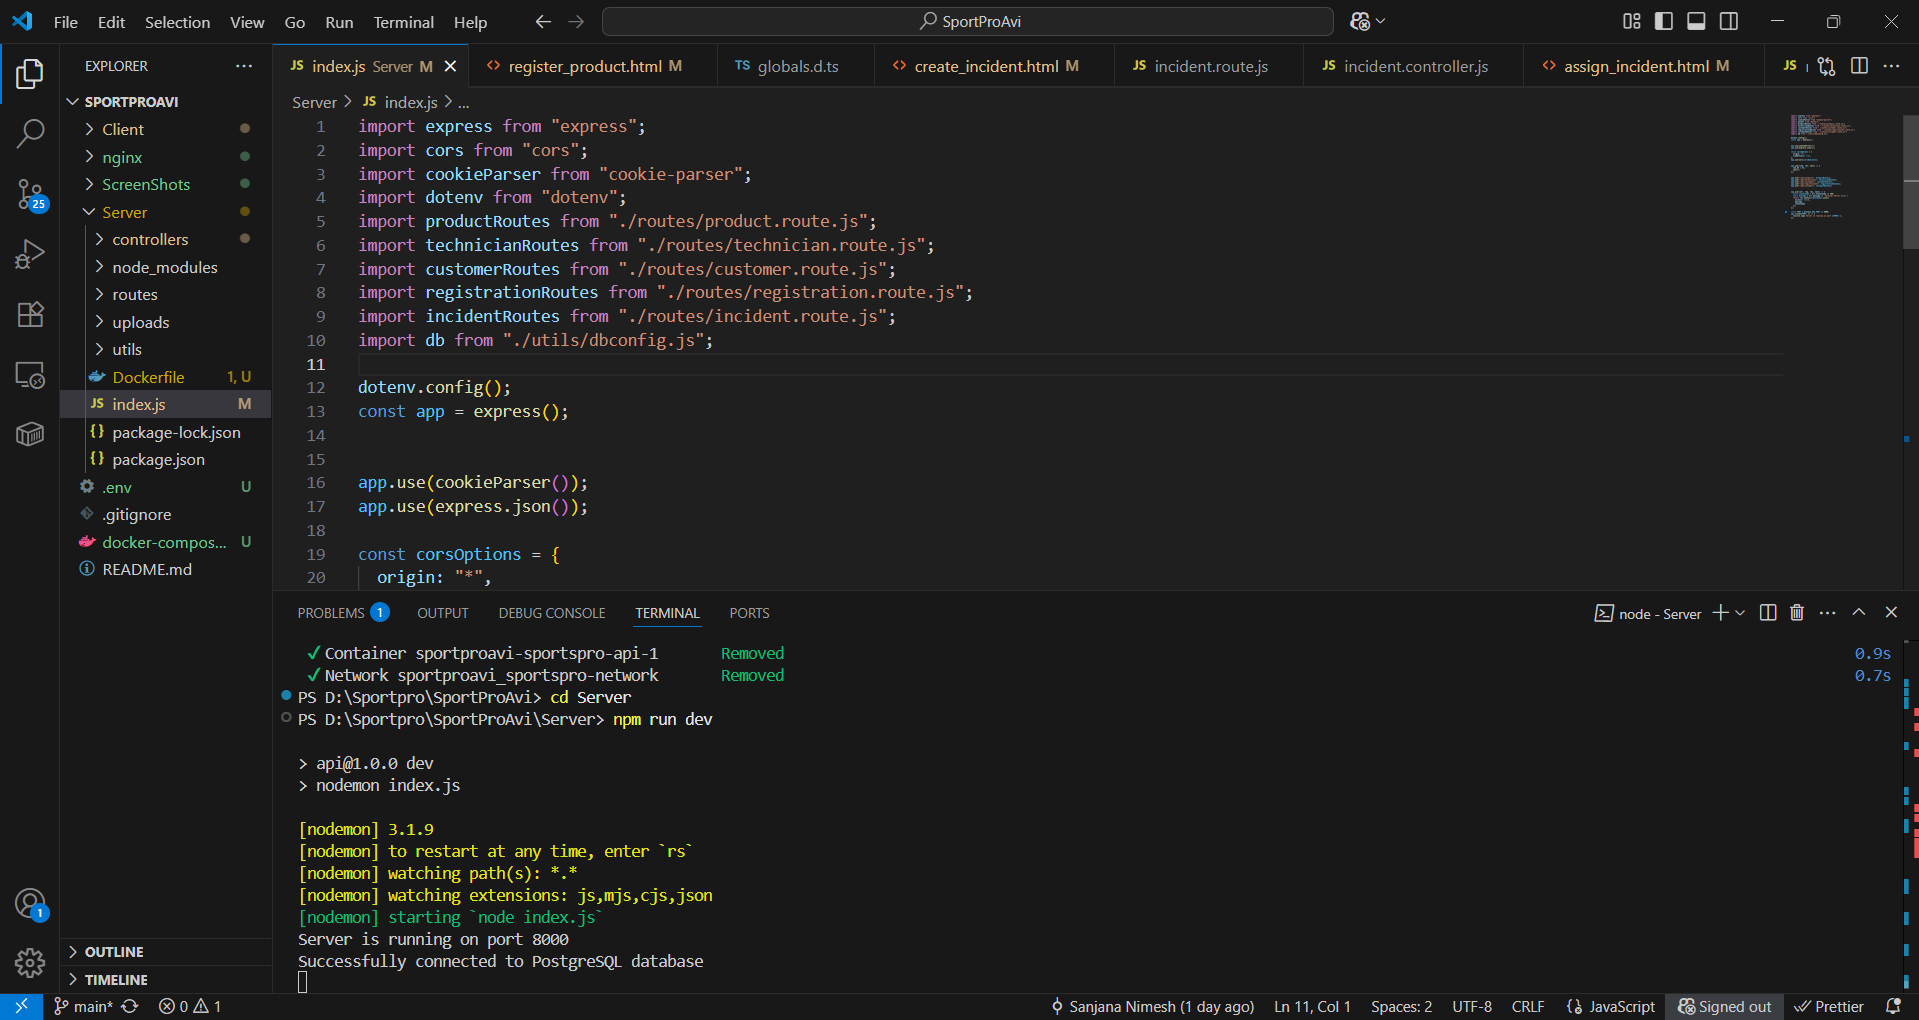 File Edit Selection View Go Run Terminal Help
SportProAvi
EXPLORER
SPORTPROAVI
Client
nginx
ScreenShots
Server
controllers
node_modules
routes
uploads
utils
Dockerfile 1, U
JS index.js M
{} package-lock.json
{} package.json
.env U
.gitignore
docker-compos... U
README.md
OUTLINE
TIMELINE
25
1
JS index.js Server M
<> register_product.html M
TS globals.d.ts
<> create_incident.html M
JS incident.route.js
JS incident.controller.js
<> assign_incident.html M
JS
Server > JS index.js > ...
1 import express from "express";
2 import cors from "cors";
3 import cookieParser from "cookie-parser";
4 import dotenv from "dotenv";
5 import productRoutes from "./routes/product.route.js";
6 import technicianRoutes from "./routes/technician.route.js";
7 import customerRoutes from "./routes/customer.route.js";
8 import registrationRoutes from "./routes/registration.route.js";
9 import incidentRoutes from "./routes/incident.route.js";
10 import db from "./utils/dbconfig.js";
11
12 dotenv.config();
13 const app = express();
14
15
16 app.use(cookieParser());
17 app.use(express.json());
18
19 const corsOptions = {
20 origin: "*",
PROBLEMS 1 OUTPUT DEBUG CONSOLE TERMINAL PORTS
node - Server
✓ Container sportproavi-sportspro-api-1 Removed 0.9s
✓ Network sportproavi_sportspro-network Removed 0.7s
PS D:\Sportpro\SportProAvi> cd Server
PS D:\Sportpro\SportProAvi\Server> npm run dev
> api@1.0.0 dev
> nodemon index.js
[nodemon] 3.1.9
[nodemon] to restart at any time, enter `rs`
[nodemon] watching path(s): *.*
[nodemon] watching extensions: js,mjs,cjs,json
[nodemon] starting `node index.js`
Server is running on port 8000
Successfully connected to PostgreSQL database
main* 0 1 Sanjana Nimesh (1 day ago) Ln 11, Col 1 Spaces: 2 UTF-8 CRLF {} JavaScript Signed out Prettier